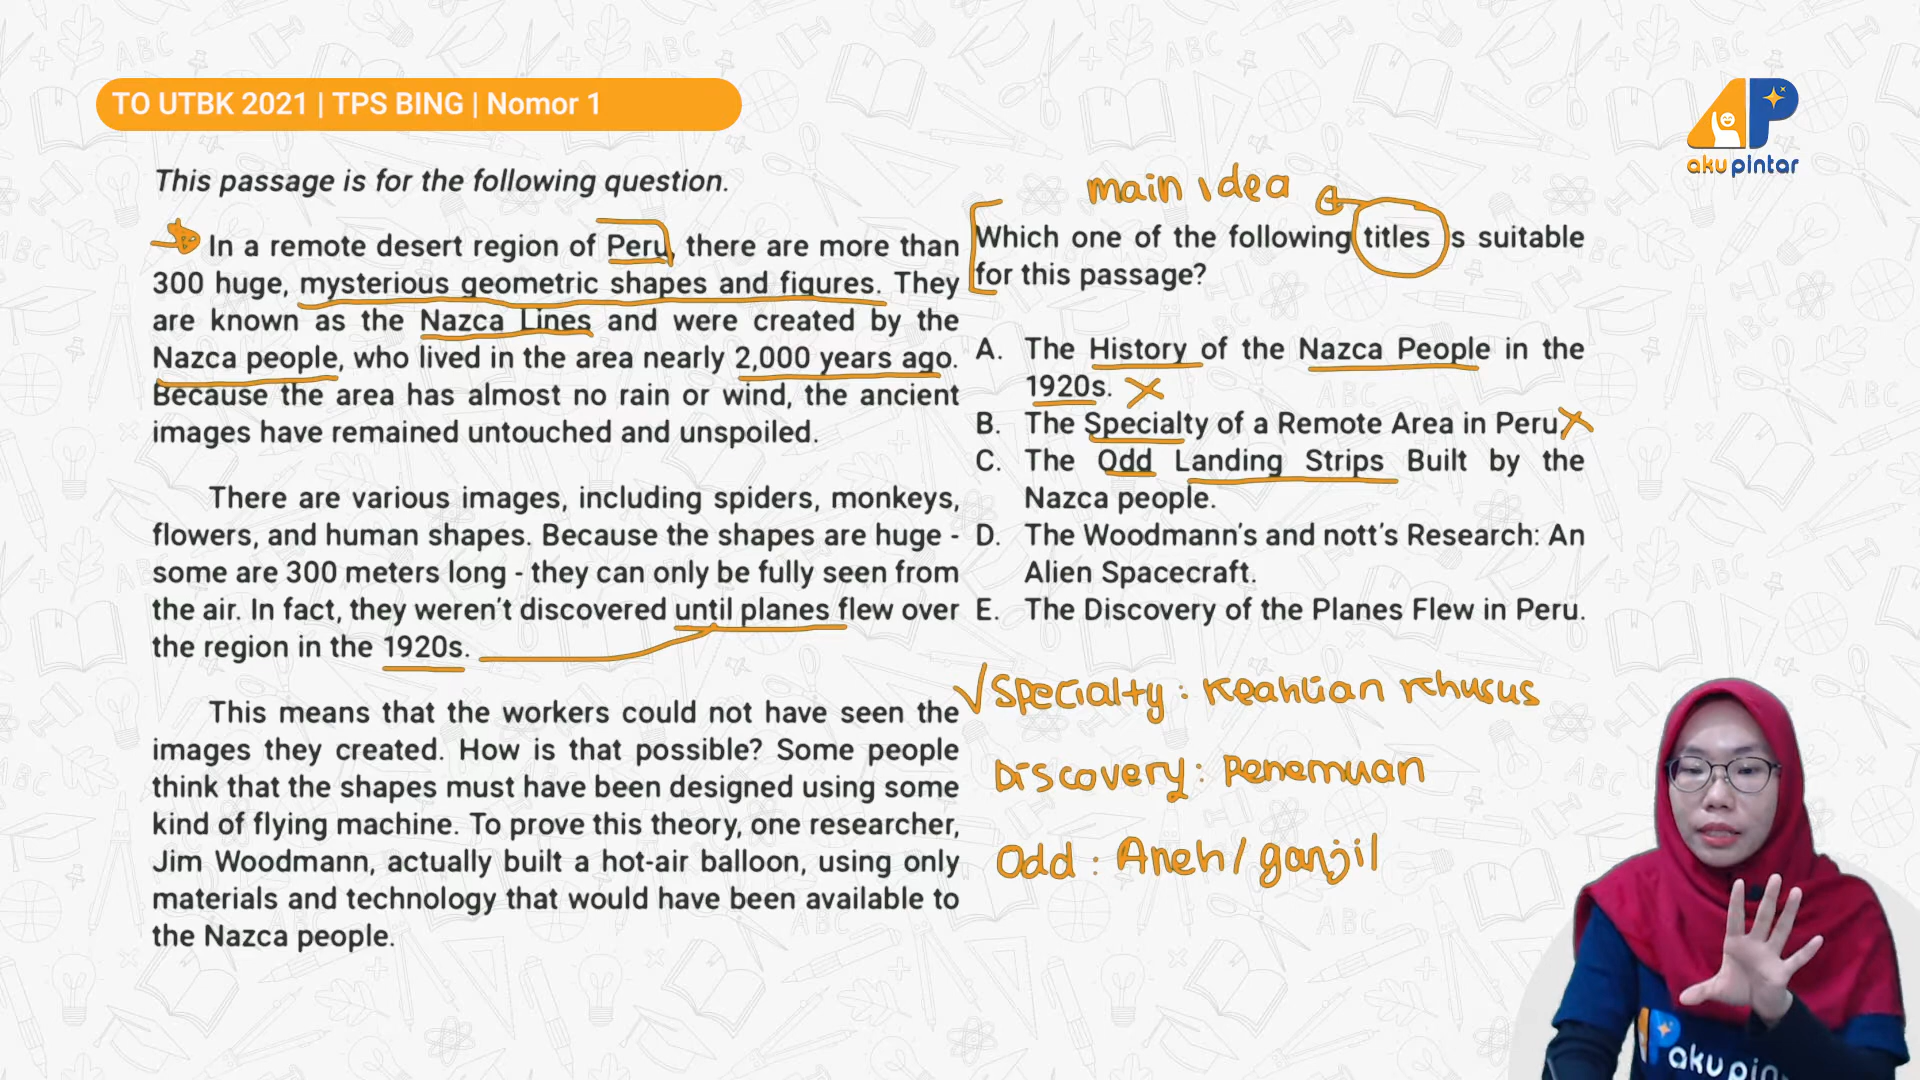 TO UTBK 2021 | TPS BING | Nomor 1
aku pintar
This passage is for the following question.
In a remote desert region of Peru, there are more than
300 huge, mysterious geometric shapes and figures. They
are known as the Nazca Lines and were created by the
Nazca people, who lived in the area nearly 2,000 years ago.
Because the area has almost no rain or wind, the ancient
images have remained untouched and unspoiled.
There are various images, including spiders, monkeys,
flowers, and human shapes. Because the shapes are huge -
some are 300 meters long - they can only be fully seen from
the air. In fact, they weren't discovered until planes flew over
the region in the 1920s.
This means that the workers could not have seen the
images they created. How is that possible? Some people
think that the shapes must have been designed using some
kind of flying machine. To prove this theory, one researcher,
Jim Woodmann, actually built a hot-air balloon, using only
materials and technology that would have been available to
the Nazca people.
main idea
Which one of the following titles is suitable
for this passage?
A. The History of the Nazca People in the
1920s.
B. The Specialty of a Remote Area in Peru.
C. The Odd Landing Strips Built by the
Nazca people.
D. The Woodmann's and nott's Research: An
Alien Spacecraft.
E. The Discovery of the Planes Flew in Peru.
Specialty : Keahlian Khusus
Discovery : Penemuan
Odd : Aneh / ganjil
aku pin